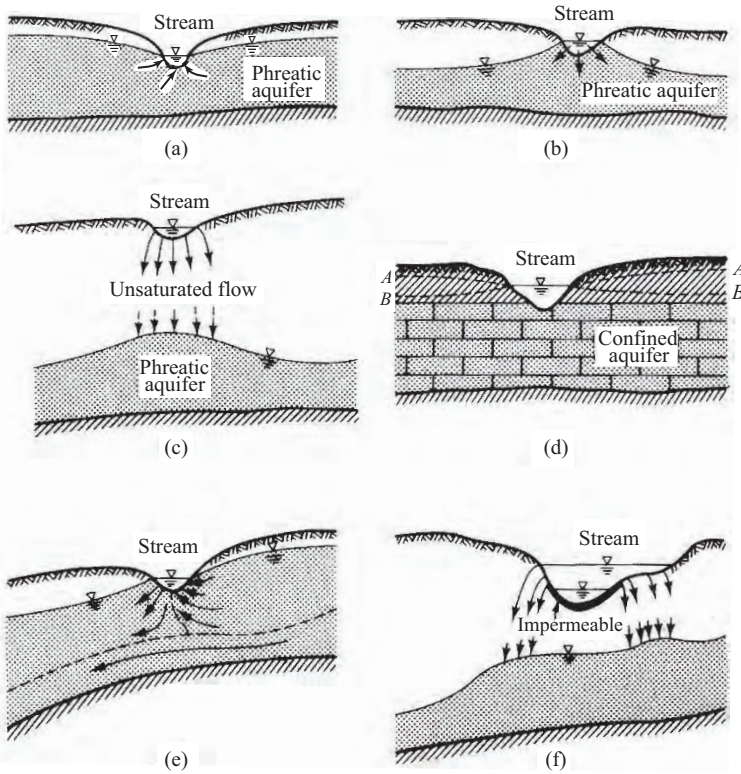 Stream
Phreatic
aquifer
(a)
Stream
Phreatic aquifer
(b)
Stream
Unsaturated flow
Phreatic
aquifer
(c)
Stream
A
A
B
B
Confined
aquifer
(d)
Stream
(e)
Stream
Impermeable
(f)